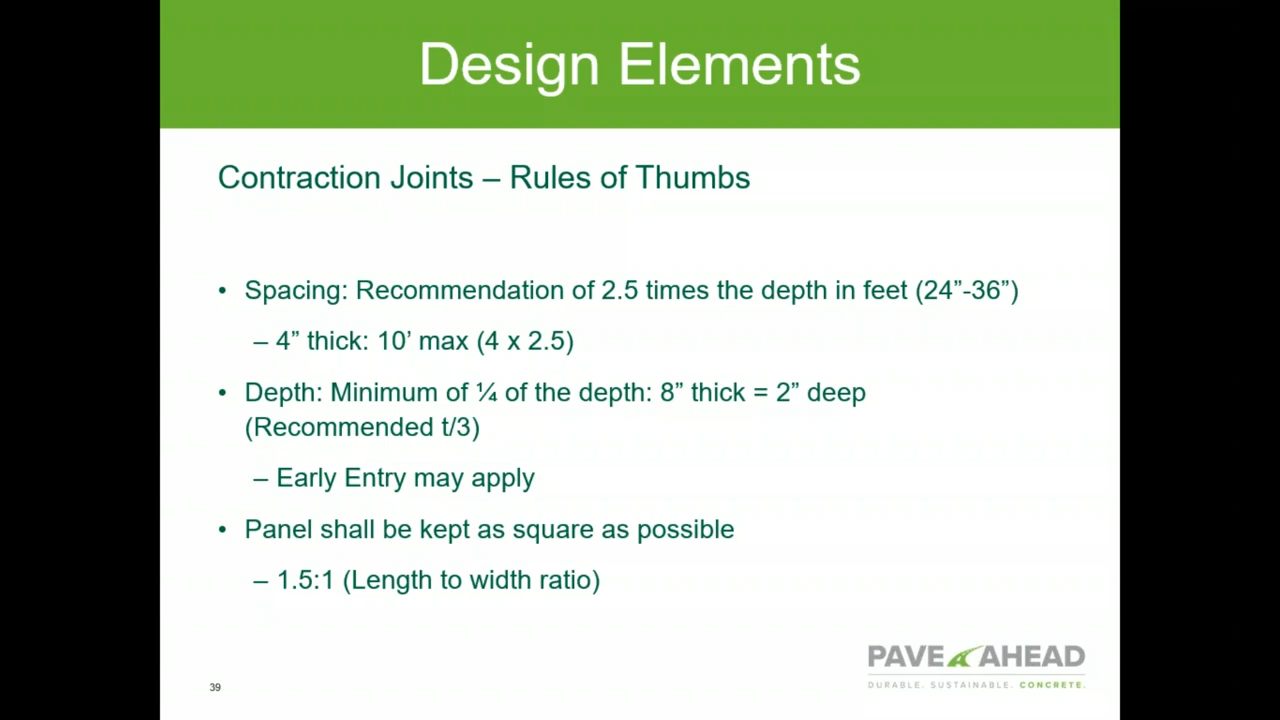 Design Elements
Contraction Joints – Rules of Thumbs
• Spacing: Recommendation of 2.5 times the depth in feet (24”-36”)
– 4” thick: 10’ max (4 x 2.5)
• Depth: Minimum of ¼ of the depth: 8” thick = 2” deep
(Recommended t/3)
– Early Entry may apply
• Panel shall be kept as square as possible
– 1.5:1 (Length to width ratio)
PAVE AHEAD
DURABLE. SUSTAINABLE. CONCRETE.
39